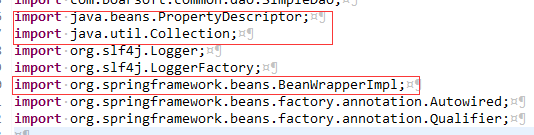 import com.boarsoft.common.dao.SimpleDao;¤¶
import·java.beans.PropertyDescriptor;¤¶
import·java.util.Collection;¤¶
import·org.slf4j.Logger;¤¶
import·org.slf4j.LoggerFactory;¤¶
import·org.springframework.beans.BeanWrapperImpl;¤¶
import·org.springframework.beans.factory.annotation.Autowired;¤¶
import·org.springframework.beans.factory.annotation.Qualifier;¤¶
¤¶